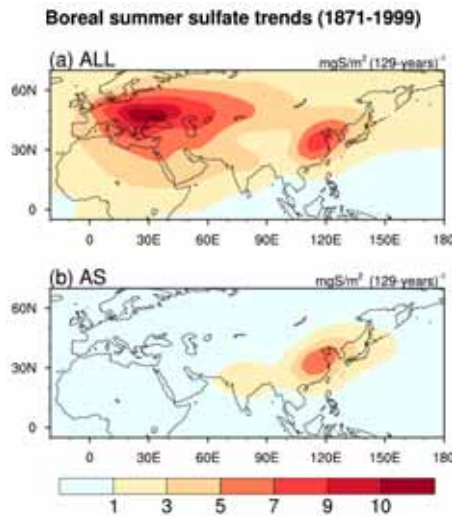 Boreal summer sulfate trends (1871-1999)
(a) ALL mgS/m² (129-years)⁻¹
60N
30N
0
0 30E 60E 90E 120E 150E 180
(b) AS mgS/m² (129-years)⁻¹
60N
30N
0
0 30E 60E 90E 120E 150E 180
1 3 5 7 9 10